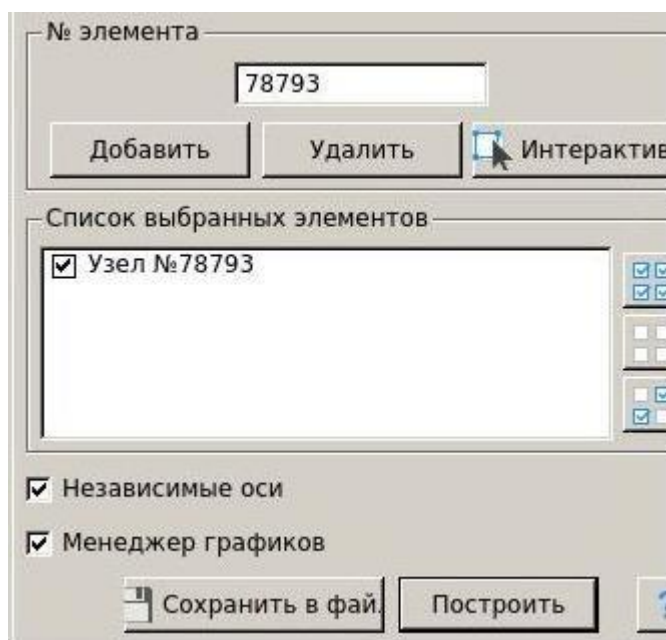 № элемента
78793
Добавить Удалить Интерактив
Список выбранных элементов
Узел №78793
Независимые оси
Менеджер графиков
Сохранить в фай Построить ?